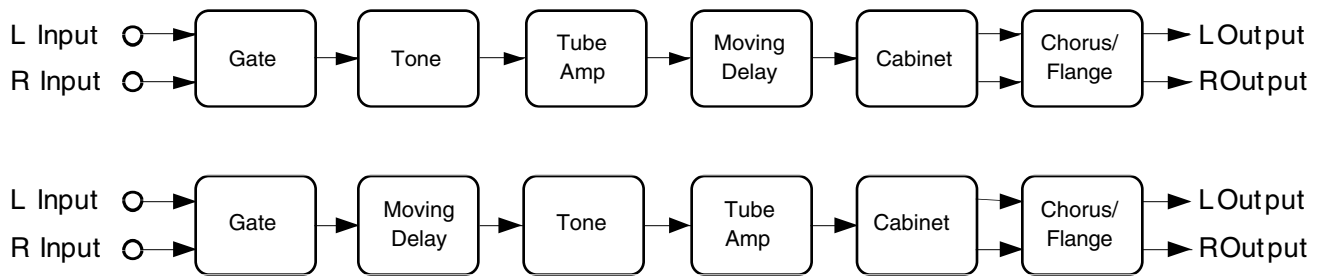 L Input
R Input
Gate
Tone
Tube
Amp
Moving
Delay
Cabinet
Chorus/
Flange
L Output
R Output
L Input
R Input
Gate
Moving
Delay
Tone
Tube
Amp
Cabinet
Chorus/
Flange
L Output
R Output